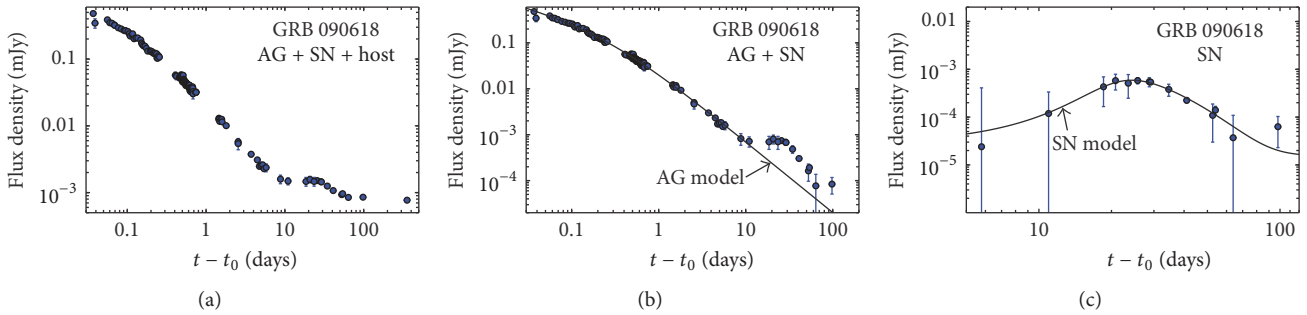 GRB 090618
AG + SN + host
Flux density (mJy)
0.1
0.01
10⁻³
0.1 1 10 100
t − t₀ (days)
(a)
GRB 090618
AG + SN
AG model
Flux density (mJy)
0.1
0.01
10⁻³
10⁻⁴
0.1 1 10 100
t − t₀ (days)
(b)
GRB 090618
SN
SN model
Flux density (mJy)
0.01
10⁻³
10⁻⁴
10⁻⁵
10 100
t − t₀ (days)
(c)